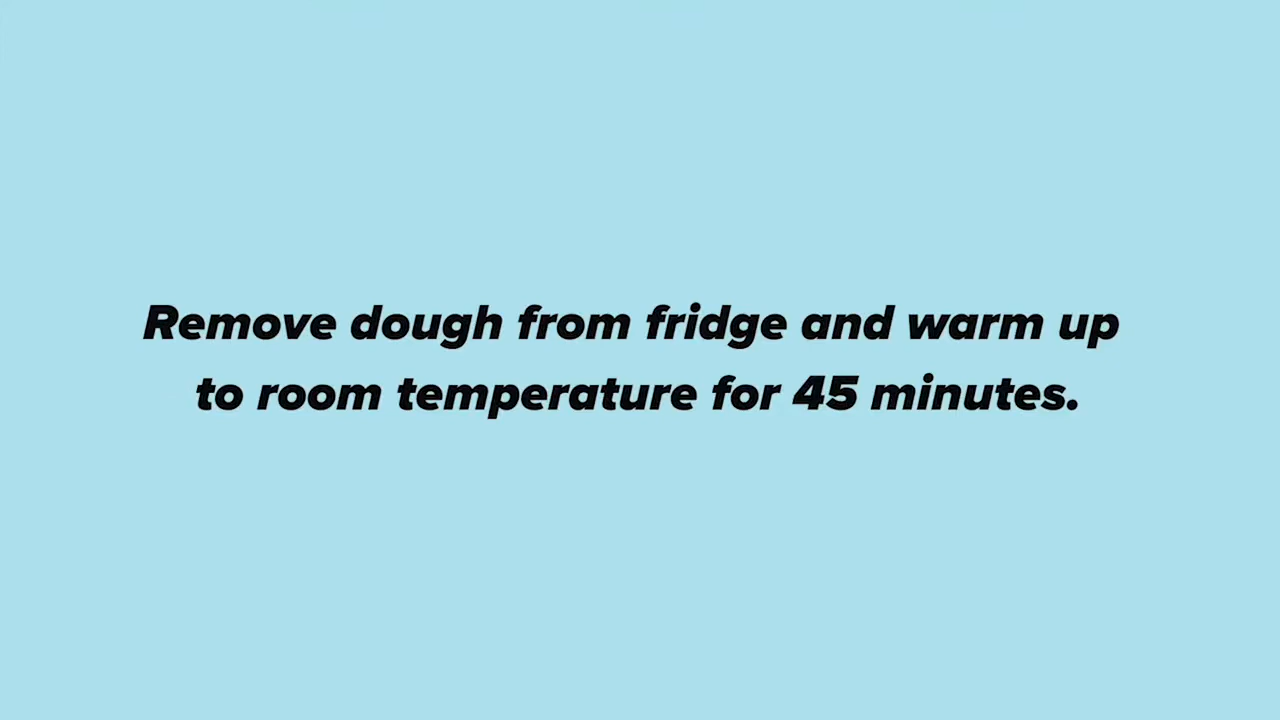 Remove dough from fridge and warm up
to room temperature for 45 minutes.